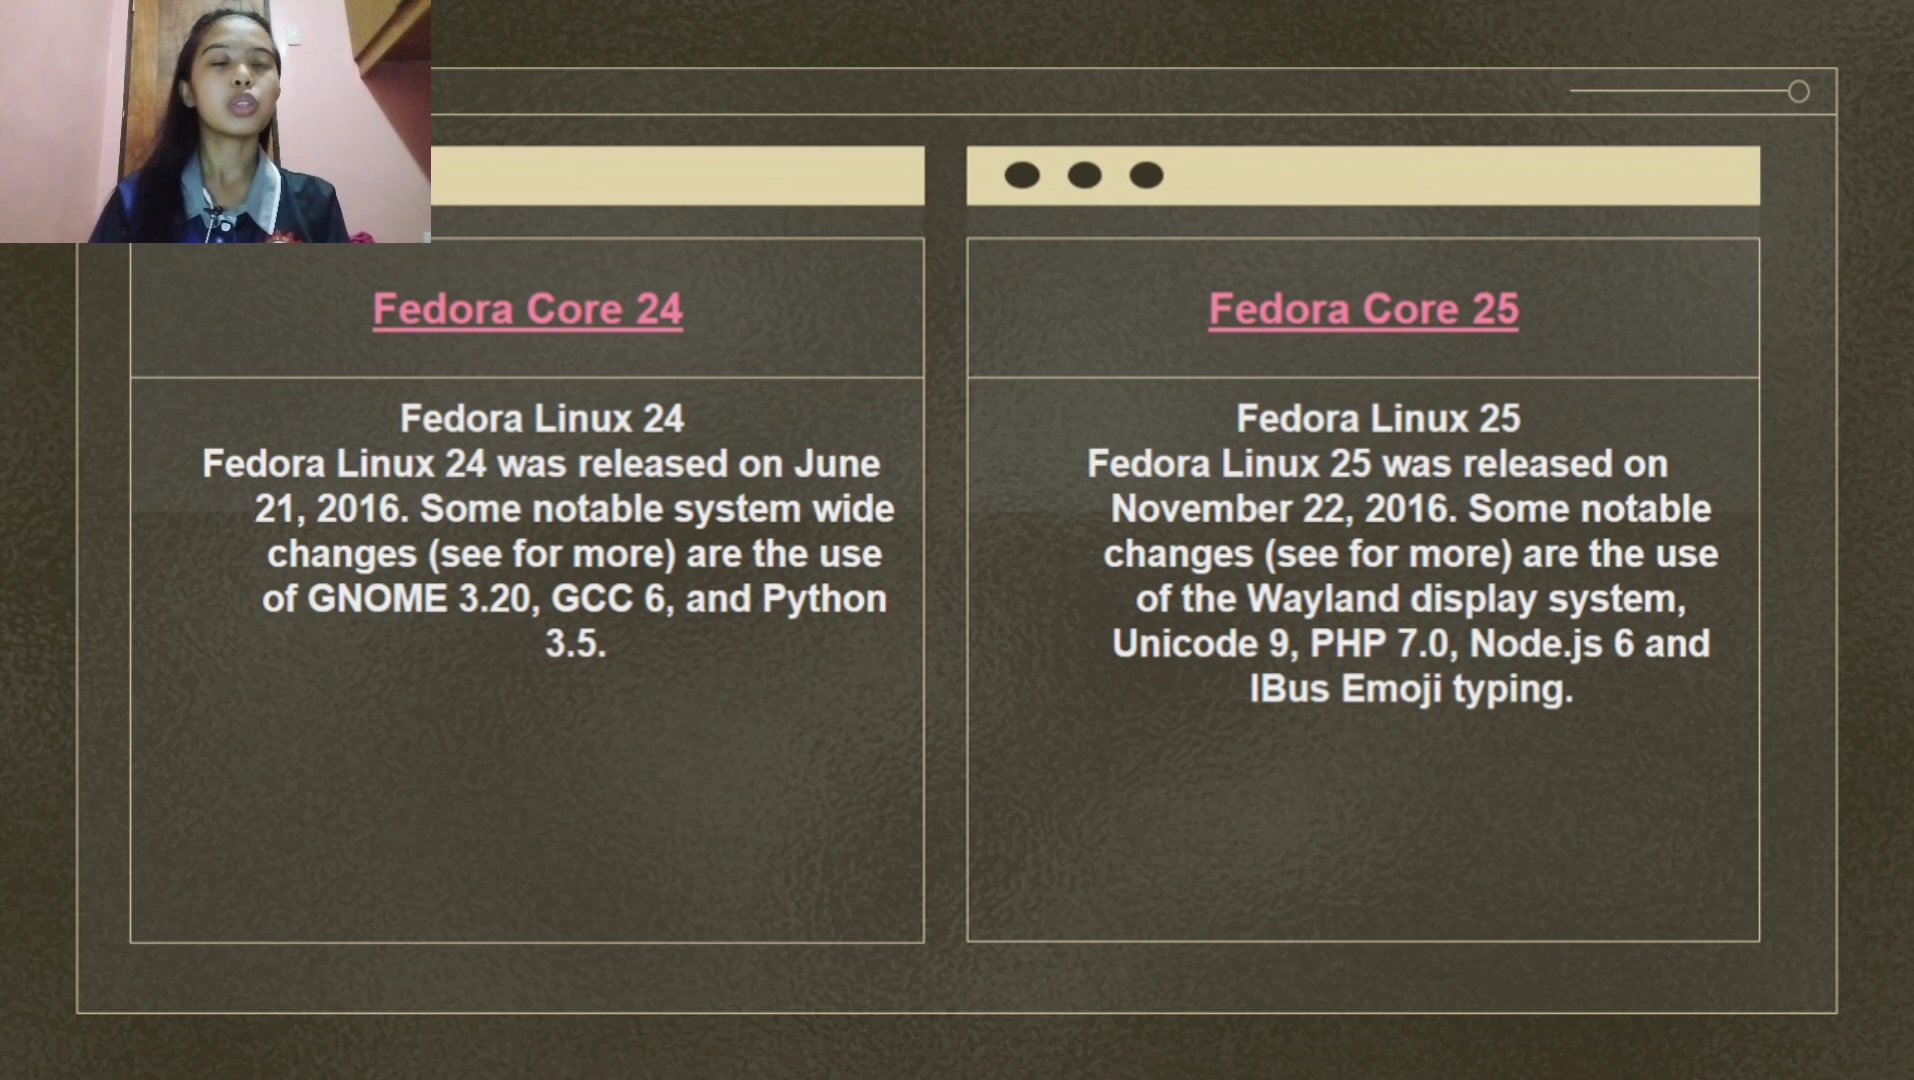 Fedora Core 24
Fedora Linux 24
Fedora Linux 24 was released on June
21, 2016. Some notable system wide
changes (see for more) are the use
of GNOME 3.20, GCC 6, and Python
3.5.
Fedora Core 25
Fedora Linux 25
Fedora Linux 25 was released on
November 22, 2016. Some notable
changes (see for more) are the use
of the Wayland display system,
Unicode 9, PHP 7.0, Node.js 6 and
IBus Emoji typing.